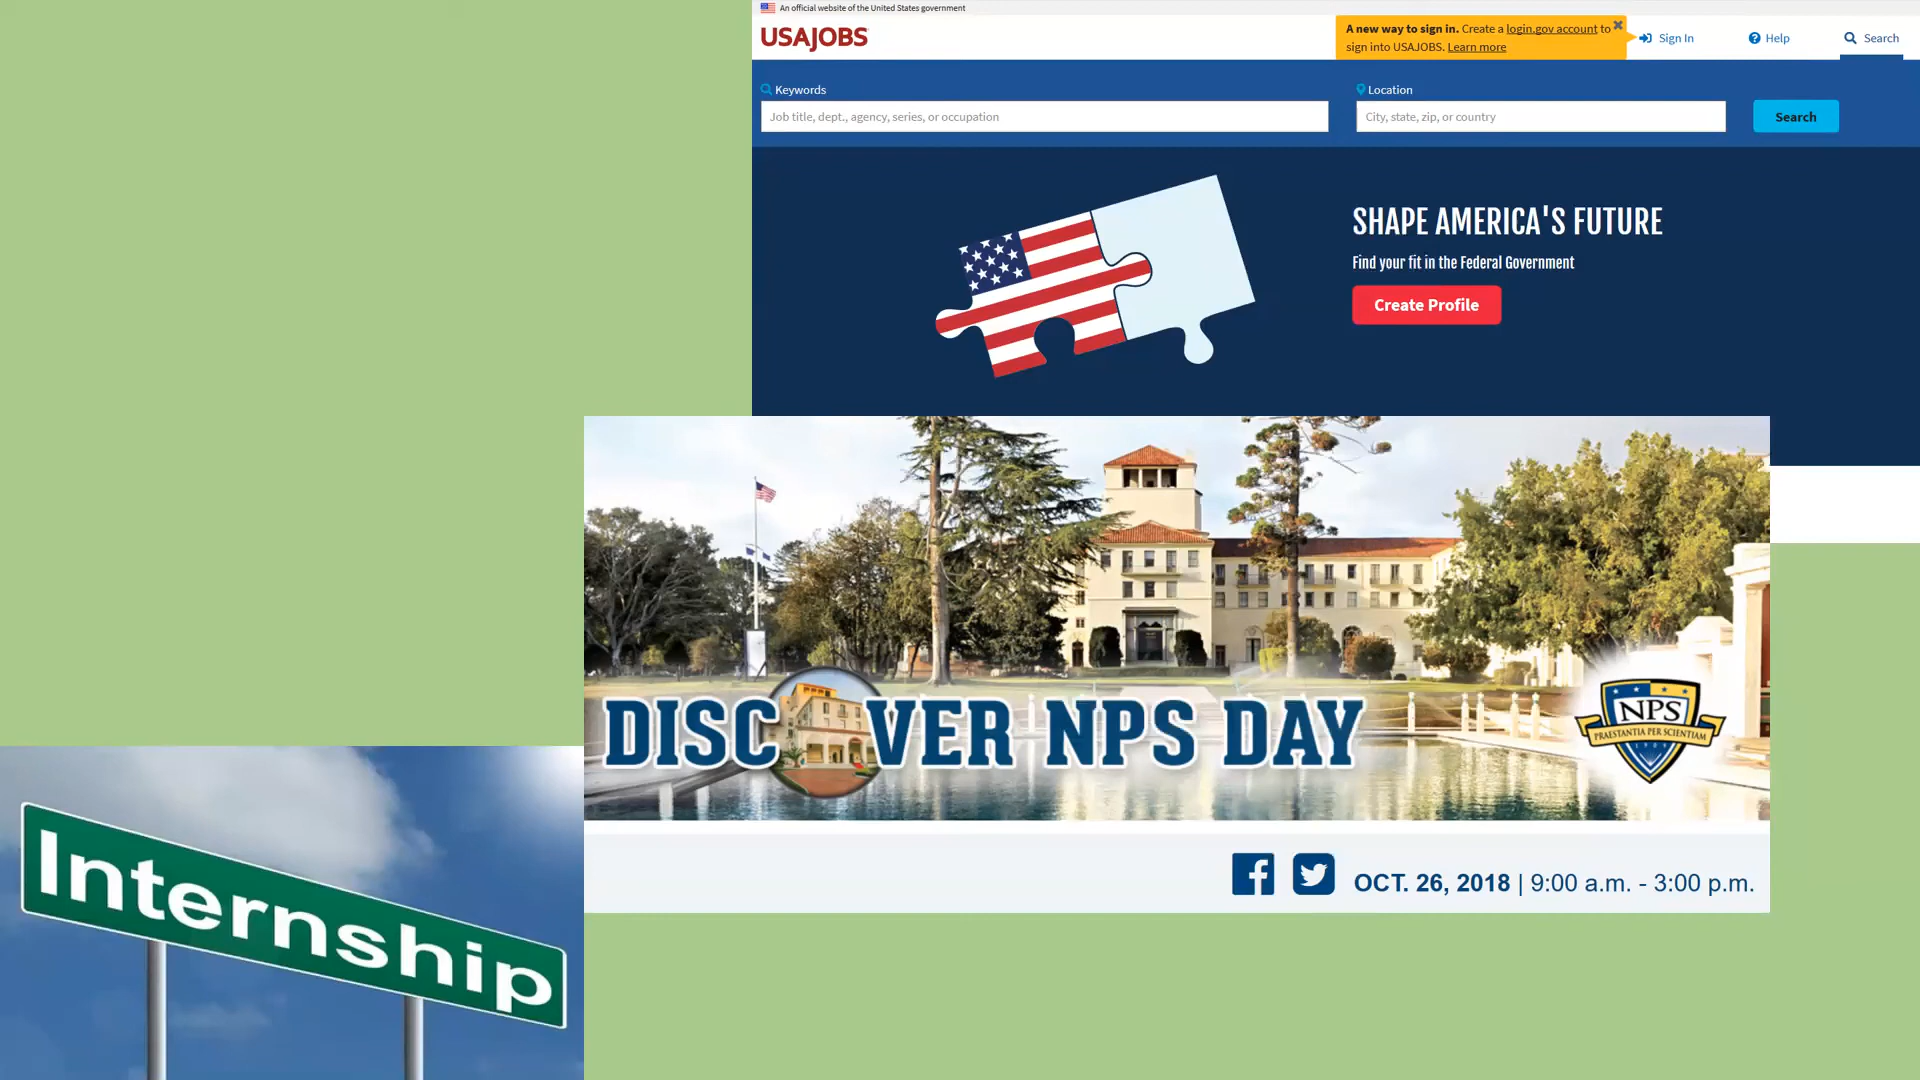 An official website of the United States government
USAJOBS
A new way to sign in. Create a login.gov account to
sign into USAJOBS. Learn more
Sign In
Help
Search
Keywords
Location
Job title, dept., agency, series, or occupation
City, state, zip, or country
Search
SHAPE AMERICA'S FUTURE
Find your fit in the Federal Government
Create Profile
DISCOVER NPS DAY
NPS
PRAESTANTIA PER SCIENTIAM
1909
OCT. 26, 2018 | 9:00 a.m. - 3:00 p.m.
Internship